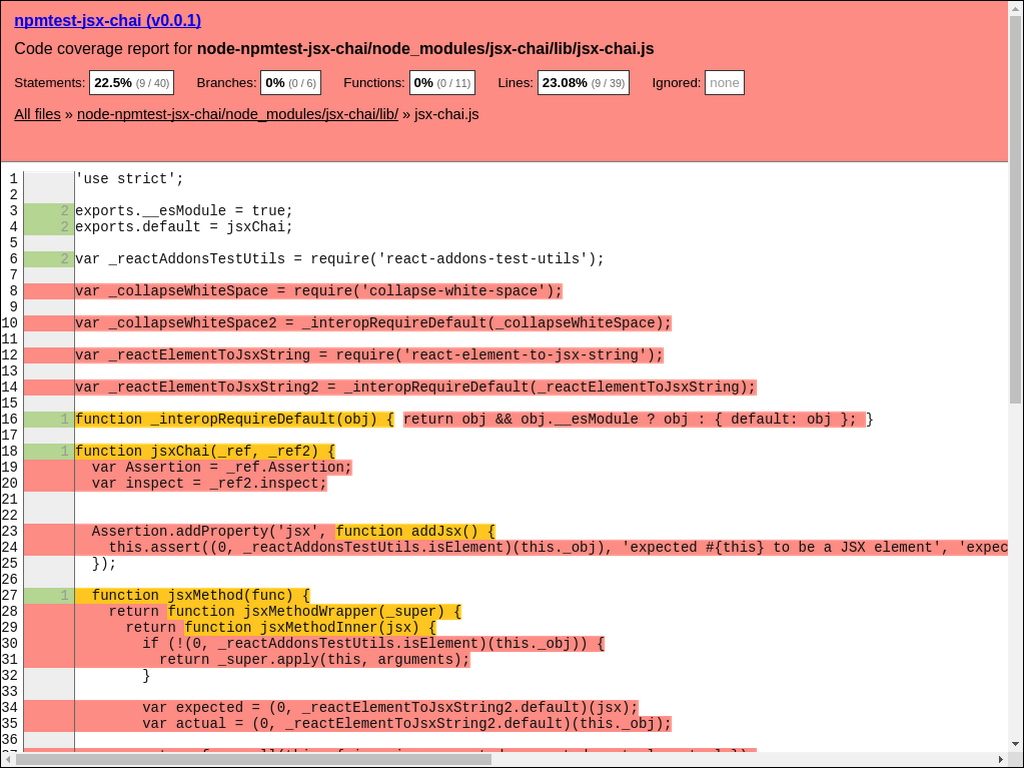 npmtest-jsx-chai (v0.0.1)
Code coverage report for node-npmtest-jsx-chai/node_modules/jsx-chai/lib/jsx-chai.js
Statements: 22.5% (9 / 40) Branches: 0% (0 / 6) Functions: 0% (0 / 11) Lines: 23.08% (9 / 39) Ignored: none
All files » node-npmtest-jsx-chai/node_modules/jsx-chai/lib/ » jsx-chai.js
1 'use strict';
2
3 2 exports.__esModule = true;
4 2 exports.default = jsxChai;
5
6 2 var _reactAddonsTestUtils = require('react-addons-test-utils');
7
8 var _collapseWhiteSpace = require('collapse-white-space');
9
10 var _collapseWhiteSpace2 = _interopRequireDefault(_collapseWhiteSpace);
11
12 var _reactElementToJsxString = require('react-element-to-jsx-string');
13
14 var _reactElementToJsxString2 = _interopRequireDefault(_reactElementToJsxString);
15
16 1 function _interopRequireDefault(obj) { return obj && obj.__esModule ? obj : { default: obj }; }
17
18 1 function jsxChai(_ref, _ref2) {
19 var Assertion = _ref.Assertion;
20 var inspect = _ref2.inspect;
21
22
23 Assertion.addProperty('jsx', function addJsx() {
24 this.assert((0, _reactAddonsTestUtils.isElement)(this._obj), 'expected #{this} to be a JSX element', 'expec
25 });
26
27 1 function jsxMethod(func) {
28 return function jsxMethodWrapper(_super) {
29 return function jsxMethodInner(jsx) {
30 if (!(0, _reactAddonsTestUtils.isElement)(this._obj)) {
31 return _super.apply(this, arguments);
32 }
33
34 var expected = (0, _reactElementToJsxString2.default)(jsx);
35 var actual = (0, _reactElementToJsxString2.default)(this._obj);
36